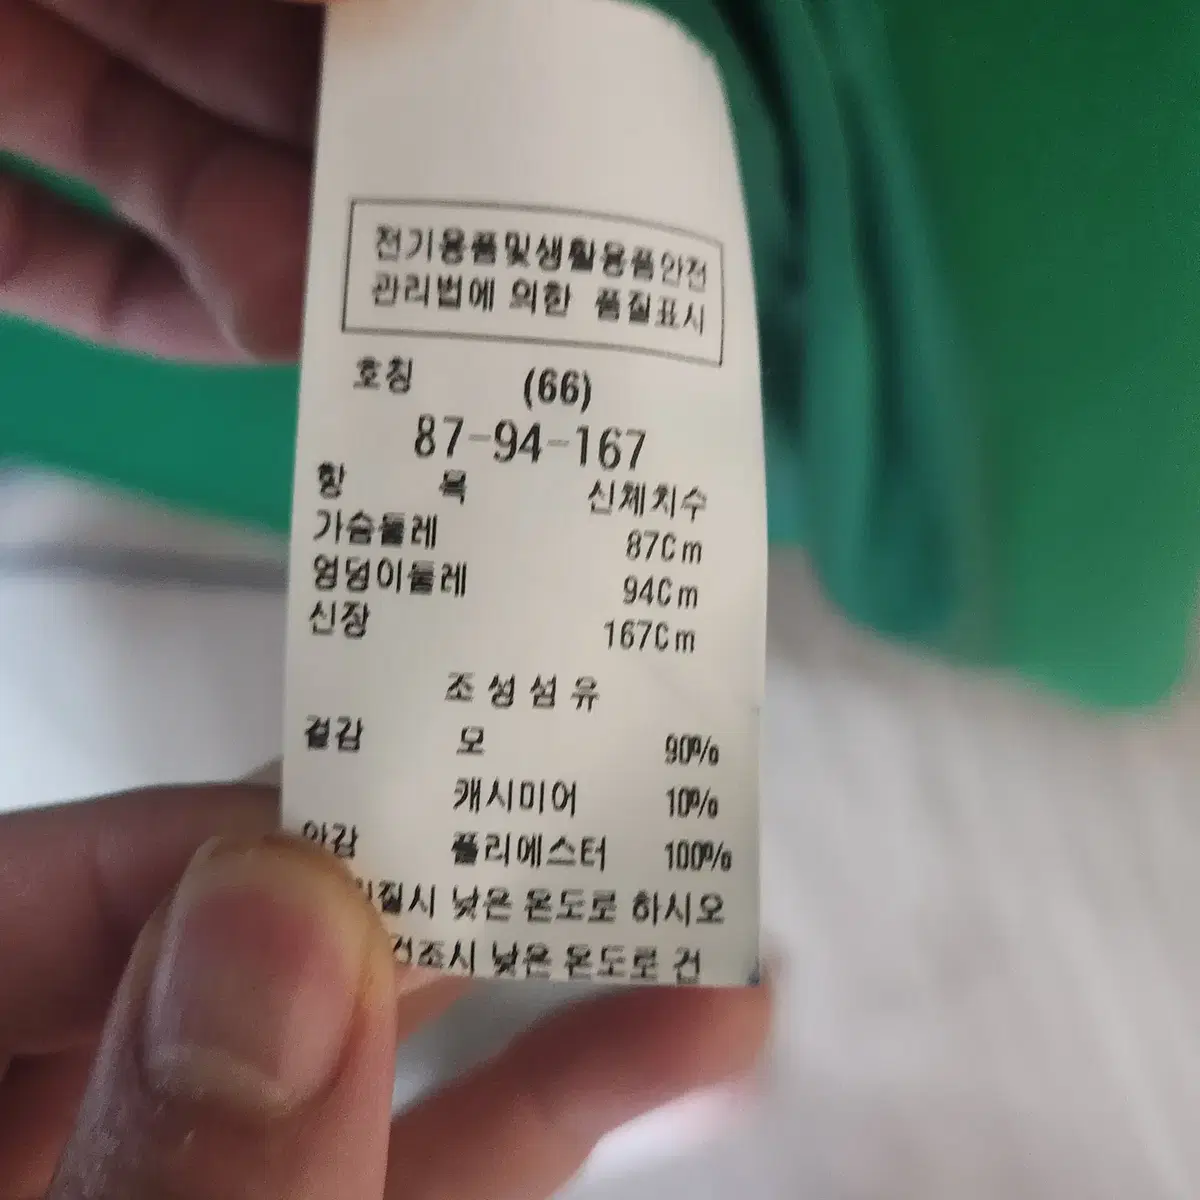 전기용품및생활용품안전
관리법에 의한 품질표시
호칭 (66)
87-94-167
항 목 신체치수
가슴둘레 87Cm
엉덩이둘레 94Cm
신장 167Cm
조성섬유
겉감 모 90%
캐시미어 10%
안감 폴리에스터 100%
낮은 온도로 하시오
건조시 낮은 온도로 건